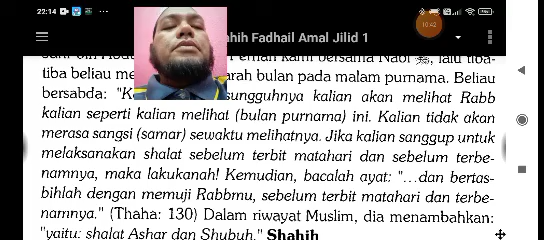 22:14
10:42
ahih Fadhail Amal Jilid 1
kami bersama Nabi ﷺ, lalu tiba-
tiba beliau me arah bulan pada malam purnama. Beliau
bersabda: "K sungguhnya kalian akan melihat Rabb
kalian seperti kalian melihat (bulan purnama) ini. Kalian tidak akan
merasa sangsi (samar) sewaktu melihatnya. Jika kalian sanggup untuk
melaksanakan shalat sebelum terbit matahari dan sebelum terbe-
namnya, maka lakukanah! Kemudian, bacalah ayat: "...dan bertas-
bihlah dengan memuji Rabbmu, sebelum terbit matahari dan terbe-
namnya." (Thaha: 130) Dalam riwayat Muslim, dia menambahkan:
"yaitu: shalat Ashar dan Shubuh." Shahih